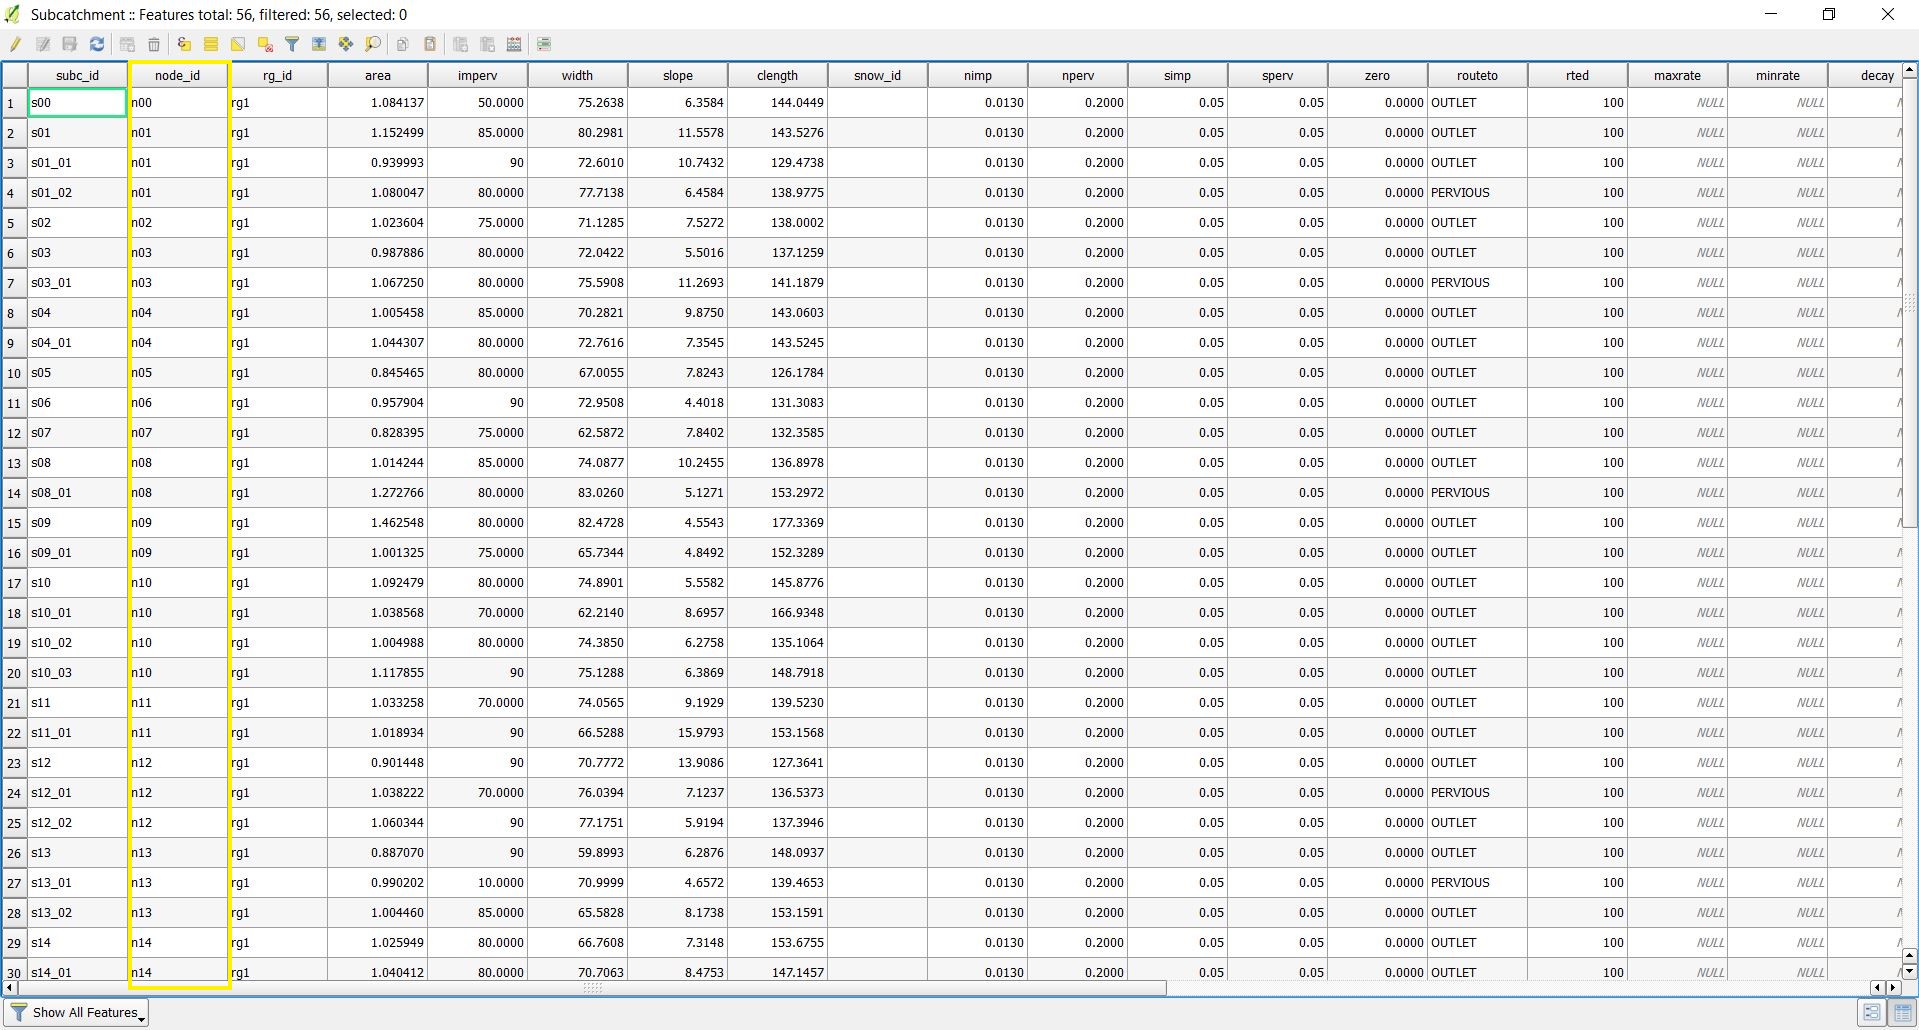 Subcatchment :: Features total: 56, filtered: 56, selected: 0
subc_id node_id rg_id area imperv width slope clength snow_id nimp nperv simp sperv zero routeto rted maxrate minrate decay
1 s00 n00 rg1 1.084137 50.0000 75.2638 6.3584 144.0449 0.0130 0.2000 0.05 0.05 0.0000 OUTLET 100 NULL NULL
2 s01 n01 rg1 1.152499 85.0000 80.2981 11.5578 143.5276 0.0130 0.2000 0.05 0.05 0.0000 OUTLET 100 NULL NULL
3 s01_01 n01 rg1 0.939993 90 72.6010 10.7432 129.4738 0.0130 0.2000 0.05 0.05 0.0000 OUTLET 100 NULL NULL
4 s01_02 n01 rg1 1.080047 80.0000 77.7138 6.4584 138.9775 0.0130 0.2000 0.05 0.05 0.0000 PERVIOUS 100 NULL NULL
5 s02 n02 rg1 1.023604 75.0000 71.1285 7.5272 138.0002 0.0130 0.2000 0.05 0.05 0.0000 OUTLET 100 NULL NULL
6 s03 n03 rg1 0.987886 80.0000 72.0422 5.5016 137.1259 0.0130 0.2000 0.05 0.05 0.0000 OUTLET 100 NULL NULL
7 s03_01 n03 rg1 1.067250 80.0000 75.5908 11.2693 141.1879 0.0130 0.2000 0.05 0.05 0.0000 PERVIOUS 100 NULL NULL
8 s04 n04 rg1 1.005458 85.0000 70.2821 9.8750 143.0603 0.0130 0.2000 0.05 0.05 0.0000 OUTLET 100 NULL NULL
9 s04_01 n04 rg1 1.044307 80.0000 72.7616 7.3545 143.5245 0.0130 0.2000 0.05 0.05 0.0000 OUTLET 100 NULL NULL
10 s05 n05 rg1 0.845465 80.0000 67.0055 7.8243 126.1784 0.0130 0.2000 0.05 0.05 0.0000 OUTLET 100 NULL NULL
11 s06 n06 rg1 0.957904 90 72.9508 4.4018 131.3083 0.0130 0.2000 0.05 0.05 0.0000 OUTLET 100 NULL NULL
12 s07 n07 rg1 0.828395 75.0000 62.5872 7.8402 132.3585 0.0130 0.2000 0.05 0.05 0.0000 OUTLET 100 NULL NULL
13 s08 n08 rg1 1.014244 85.0000 74.0877 10.2455 136.8978 0.0130 0.2000 0.05 0.05 0.0000 OUTLET 100 NULL NULL
14 s08_01 n08 rg1 1.272766 80.0000 83.0260 5.1271 153.2972 0.0130 0.2000 0.05 0.05 0.0000 PERVIOUS 100 NULL NULL
15 s09 n09 rg1 1.462548 80.0000 82.4728 4.5543 177.3369 0.0130 0.2000 0.05 0.05 0.0000 OUTLET 100 NULL NULL
16 s09_01 n09 rg1 1.001325 75.0000 65.7344 4.8492 152.3289 0.0130 0.2000 0.05 0.05 0.0000 OUTLET 100 NULL NULL
17 s10 n10 rg1 1.092479 80.0000 74.8901 5.5582 145.8776 0.0130 0.2000 0.05 0.05 0.0000 OUTLET 100 NULL NULL
18 s10_01 n10 rg1 1.038568 70.0000 62.2140 8.6957 166.9348 0.0130 0.2000 0.05 0.05 0.0000 OUTLET 100 NULL NULL
19 s10_02 n10 rg1 1.004988 80.0000 74.3850 6.2758 135.1064 0.0130 0.2000 0.05 0.05 0.0000 OUTLET 100 NULL NULL
20 s10_03 n10 rg1 1.117855 90 75.1288 6.3869 148.7918 0.0130 0.2000 0.05 0.05 0.0000 OUTLET 100 NULL NULL
21 s11 n11 rg1 1.033258 70.0000 74.0565 9.1929 139.5230 0.0130 0.2000 0.05 0.05 0.0000 OUTLET 100 NULL NULL
22 s11_01 n11 rg1 1.018934 90 66.5288 15.9793 153.1568 0.0130 0.2000 0.05 0.05 0.0000 OUTLET 100 NULL NULL
23 s12 n12 rg1 0.901448 90 70.7772 13.9086 127.3641 0.0130 0.2000 0.05 0.05 0.0000 OUTLET 100 NULL NULL
24 s12_01 n12 rg1 1.038222 70.0000 76.0394 7.1237 136.5373 0.0130 0.2000 0.05 0.05 0.0000 PERVIOUS 100 NULL NULL
25 s12_02 n12 rg1 1.060344 90 77.1751 5.9194 137.3946 0.0130 0.2000 0.05 0.05 0.0000 OUTLET 100 NULL NULL
26 s13 n13 rg1 0.887070 90 59.8993 6.2876 148.0937 0.0130 0.2000 0.05 0.05 0.0000 OUTLET 100 NULL NULL
27 s13_01 n13 rg1 0.990202 10.0000 70.9999 4.6572 139.4653 0.0130 0.2000 0.05 0.05 0.0000 PERVIOUS 100 NULL NULL
28 s13_02 n13 rg1 1.004460 85.0000 65.5828 8.1738 153.1591 0.0130 0.2000 0.05 0.05 0.0000 OUTLET 100 NULL NULL
29 s14 n14 rg1 1.025949 80.0000 66.7608 7.3148 153.6755 0.0130 0.2000 0.05 0.05 0.0000 OUTLET 100 NULL NULL
30 s14_01 n14 rg1 1.040412 80.0000 70.7063 8.4753 147.1457 0.0130 0.2000 0.05 0.05 0.0000 OUTLET 100 NULL NULL
Show All Features